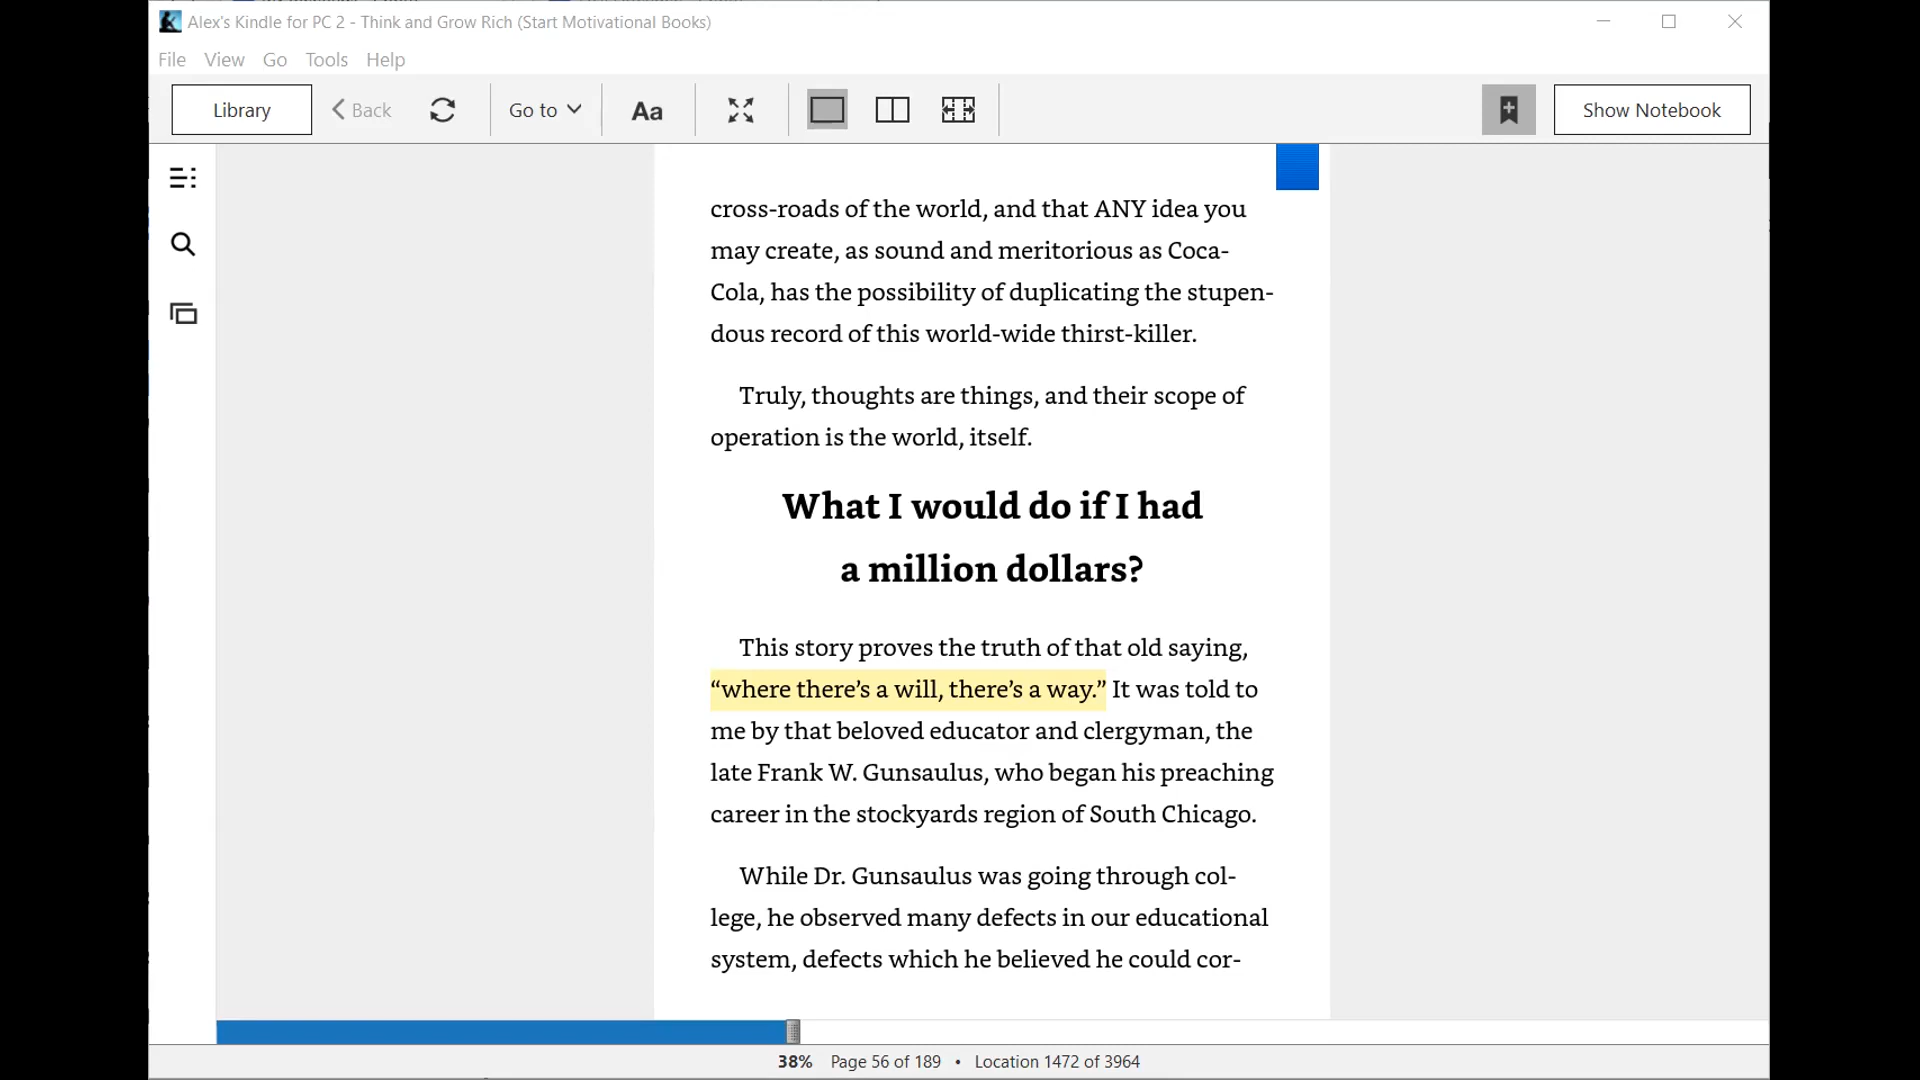 Alex's Kindle for PC 2 - Think and Grow Rich (Start Motivational Books)
File View Go Tools Help
Library Back Go to Aa Show Notebook
cross-roads of the world, and that ANY idea you
may create, as sound and meritorious as Coca-
Cola, has the possibility of duplicating the stupen-
dous record of this world-wide thirst-killer.
Truly, thoughts are things, and their scope of
operation is the world, itself.
What I would do if I had
a million dollars?
This story proves the truth of that old saying,
“where there’s a will, there’s a way.” It was told to
me by that beloved educator and clergyman, the
late Frank W. Gunsaulus, who began his preaching
career in the stockyards region of South Chicago.
While Dr. Gunsaulus was going through col-
lege, he observed many defects in our educational
system, defects which he believed he could cor-
38% Page 56 of 189 • Location 1472 of 3964